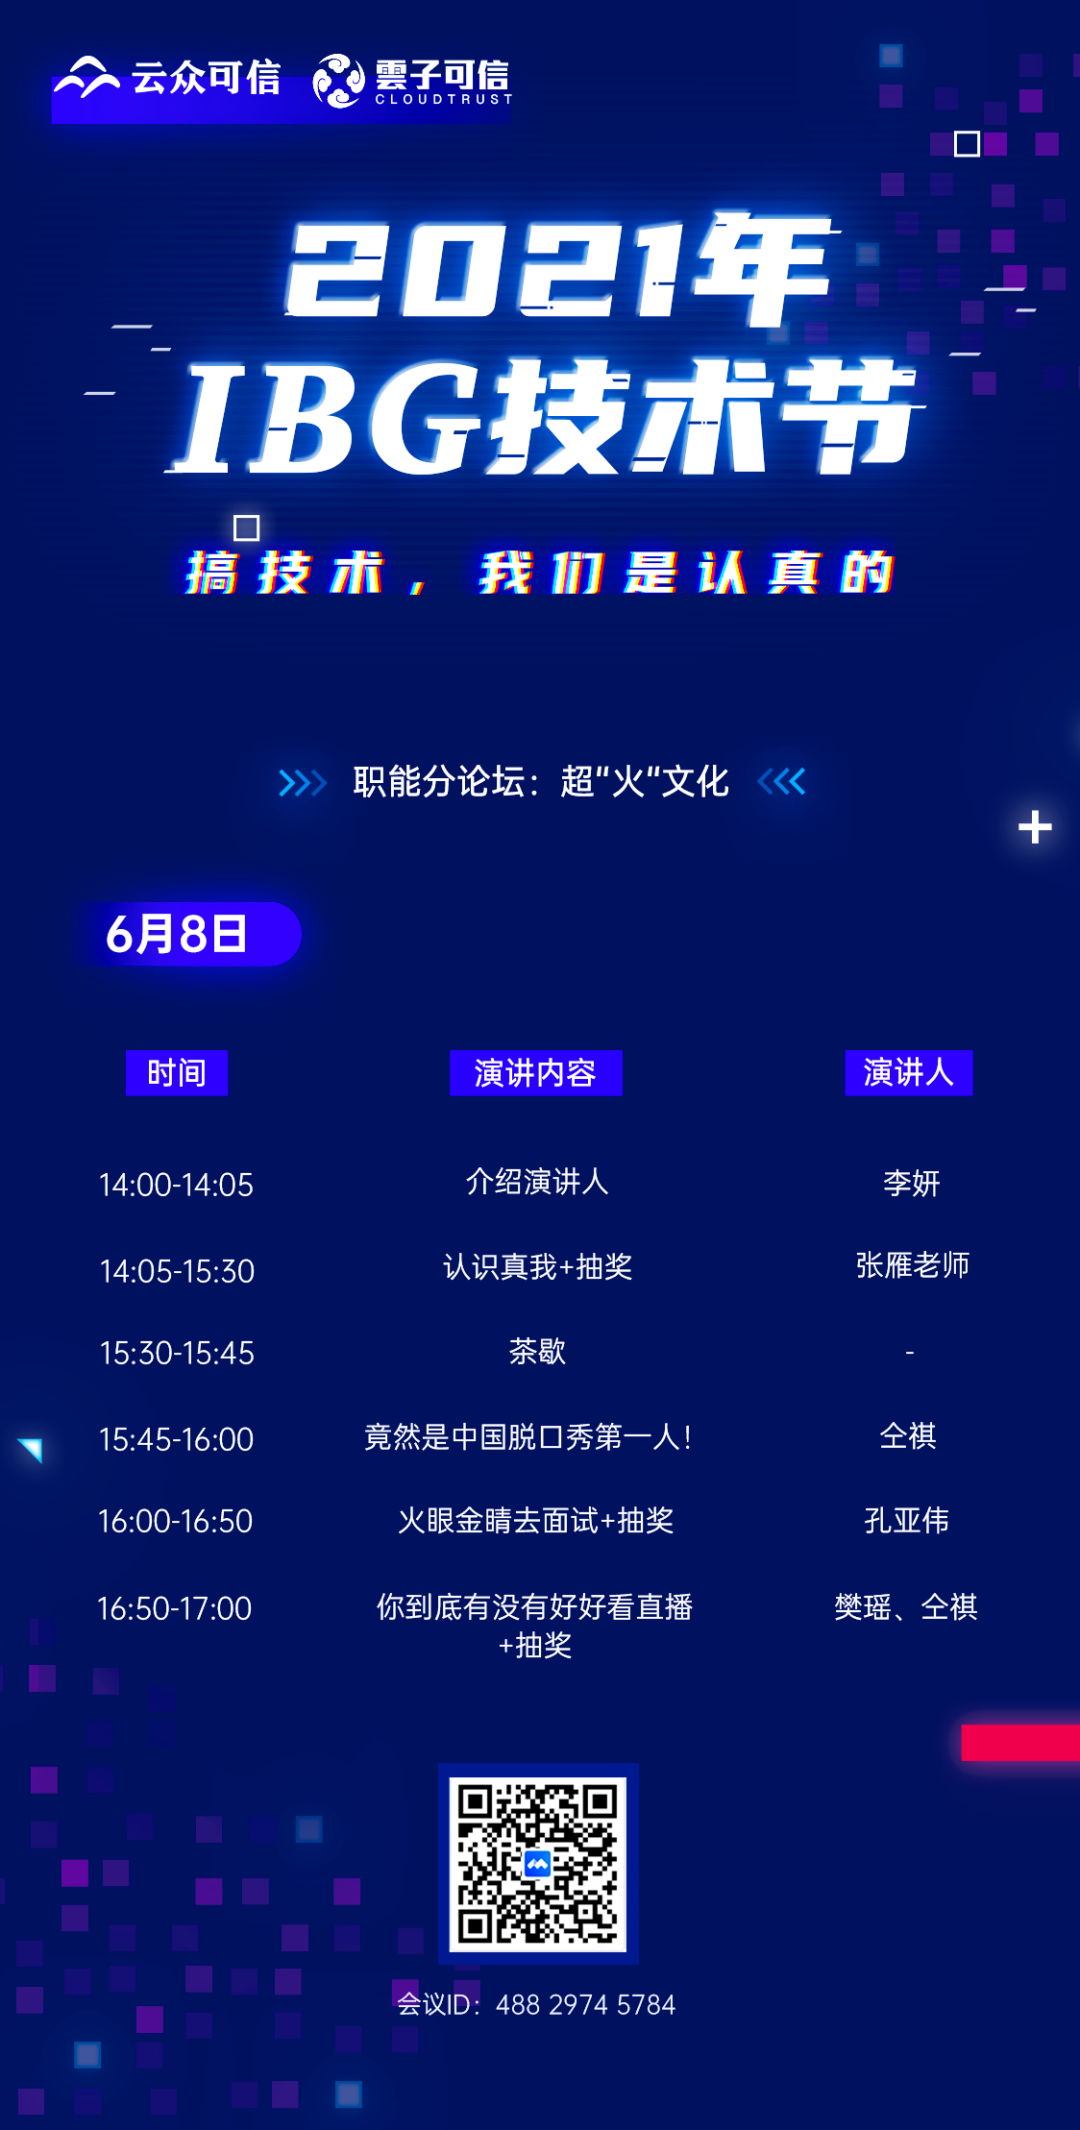 云众可信 雲子可信
CLOUDTRUST
2021年
IBG技术节
搞技术，我们是认真的
职能分论坛：超“火“文化
6月8日
时间 演讲内容 演讲人
14:00-14:05 介绍演讲人 李妍
14:05-15:30 认识真我+抽奖 张雁老师
15:30-15:45 茶歇 -
15:45-16:00 竟然是中国脱口秀第一人！ 仝祺
16:00-16:50 火眼金睛去面试+抽奖 孔亚伟
16:50-17:00 你到底有没有好好看直播 樊瑶、仝祺
+抽奖
会议ID：488 2974 5784